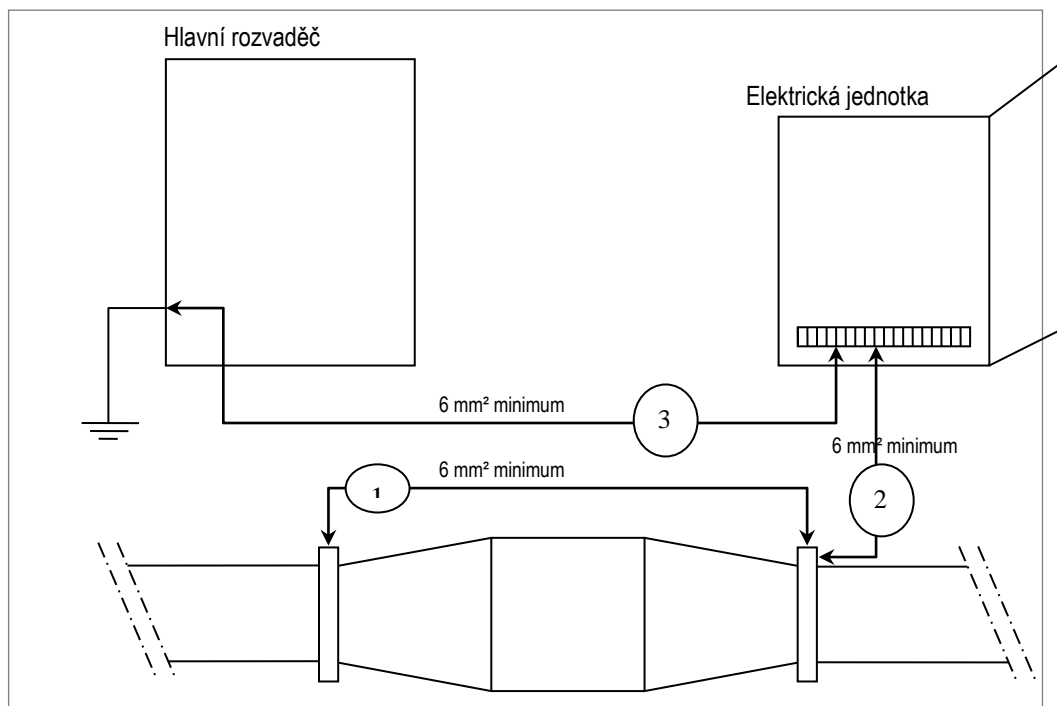 Hlavní rozvaděč
Elektrická jednotka
6 mm² minimum
3
6 mm² minimum
6 mm² minimum
1
2